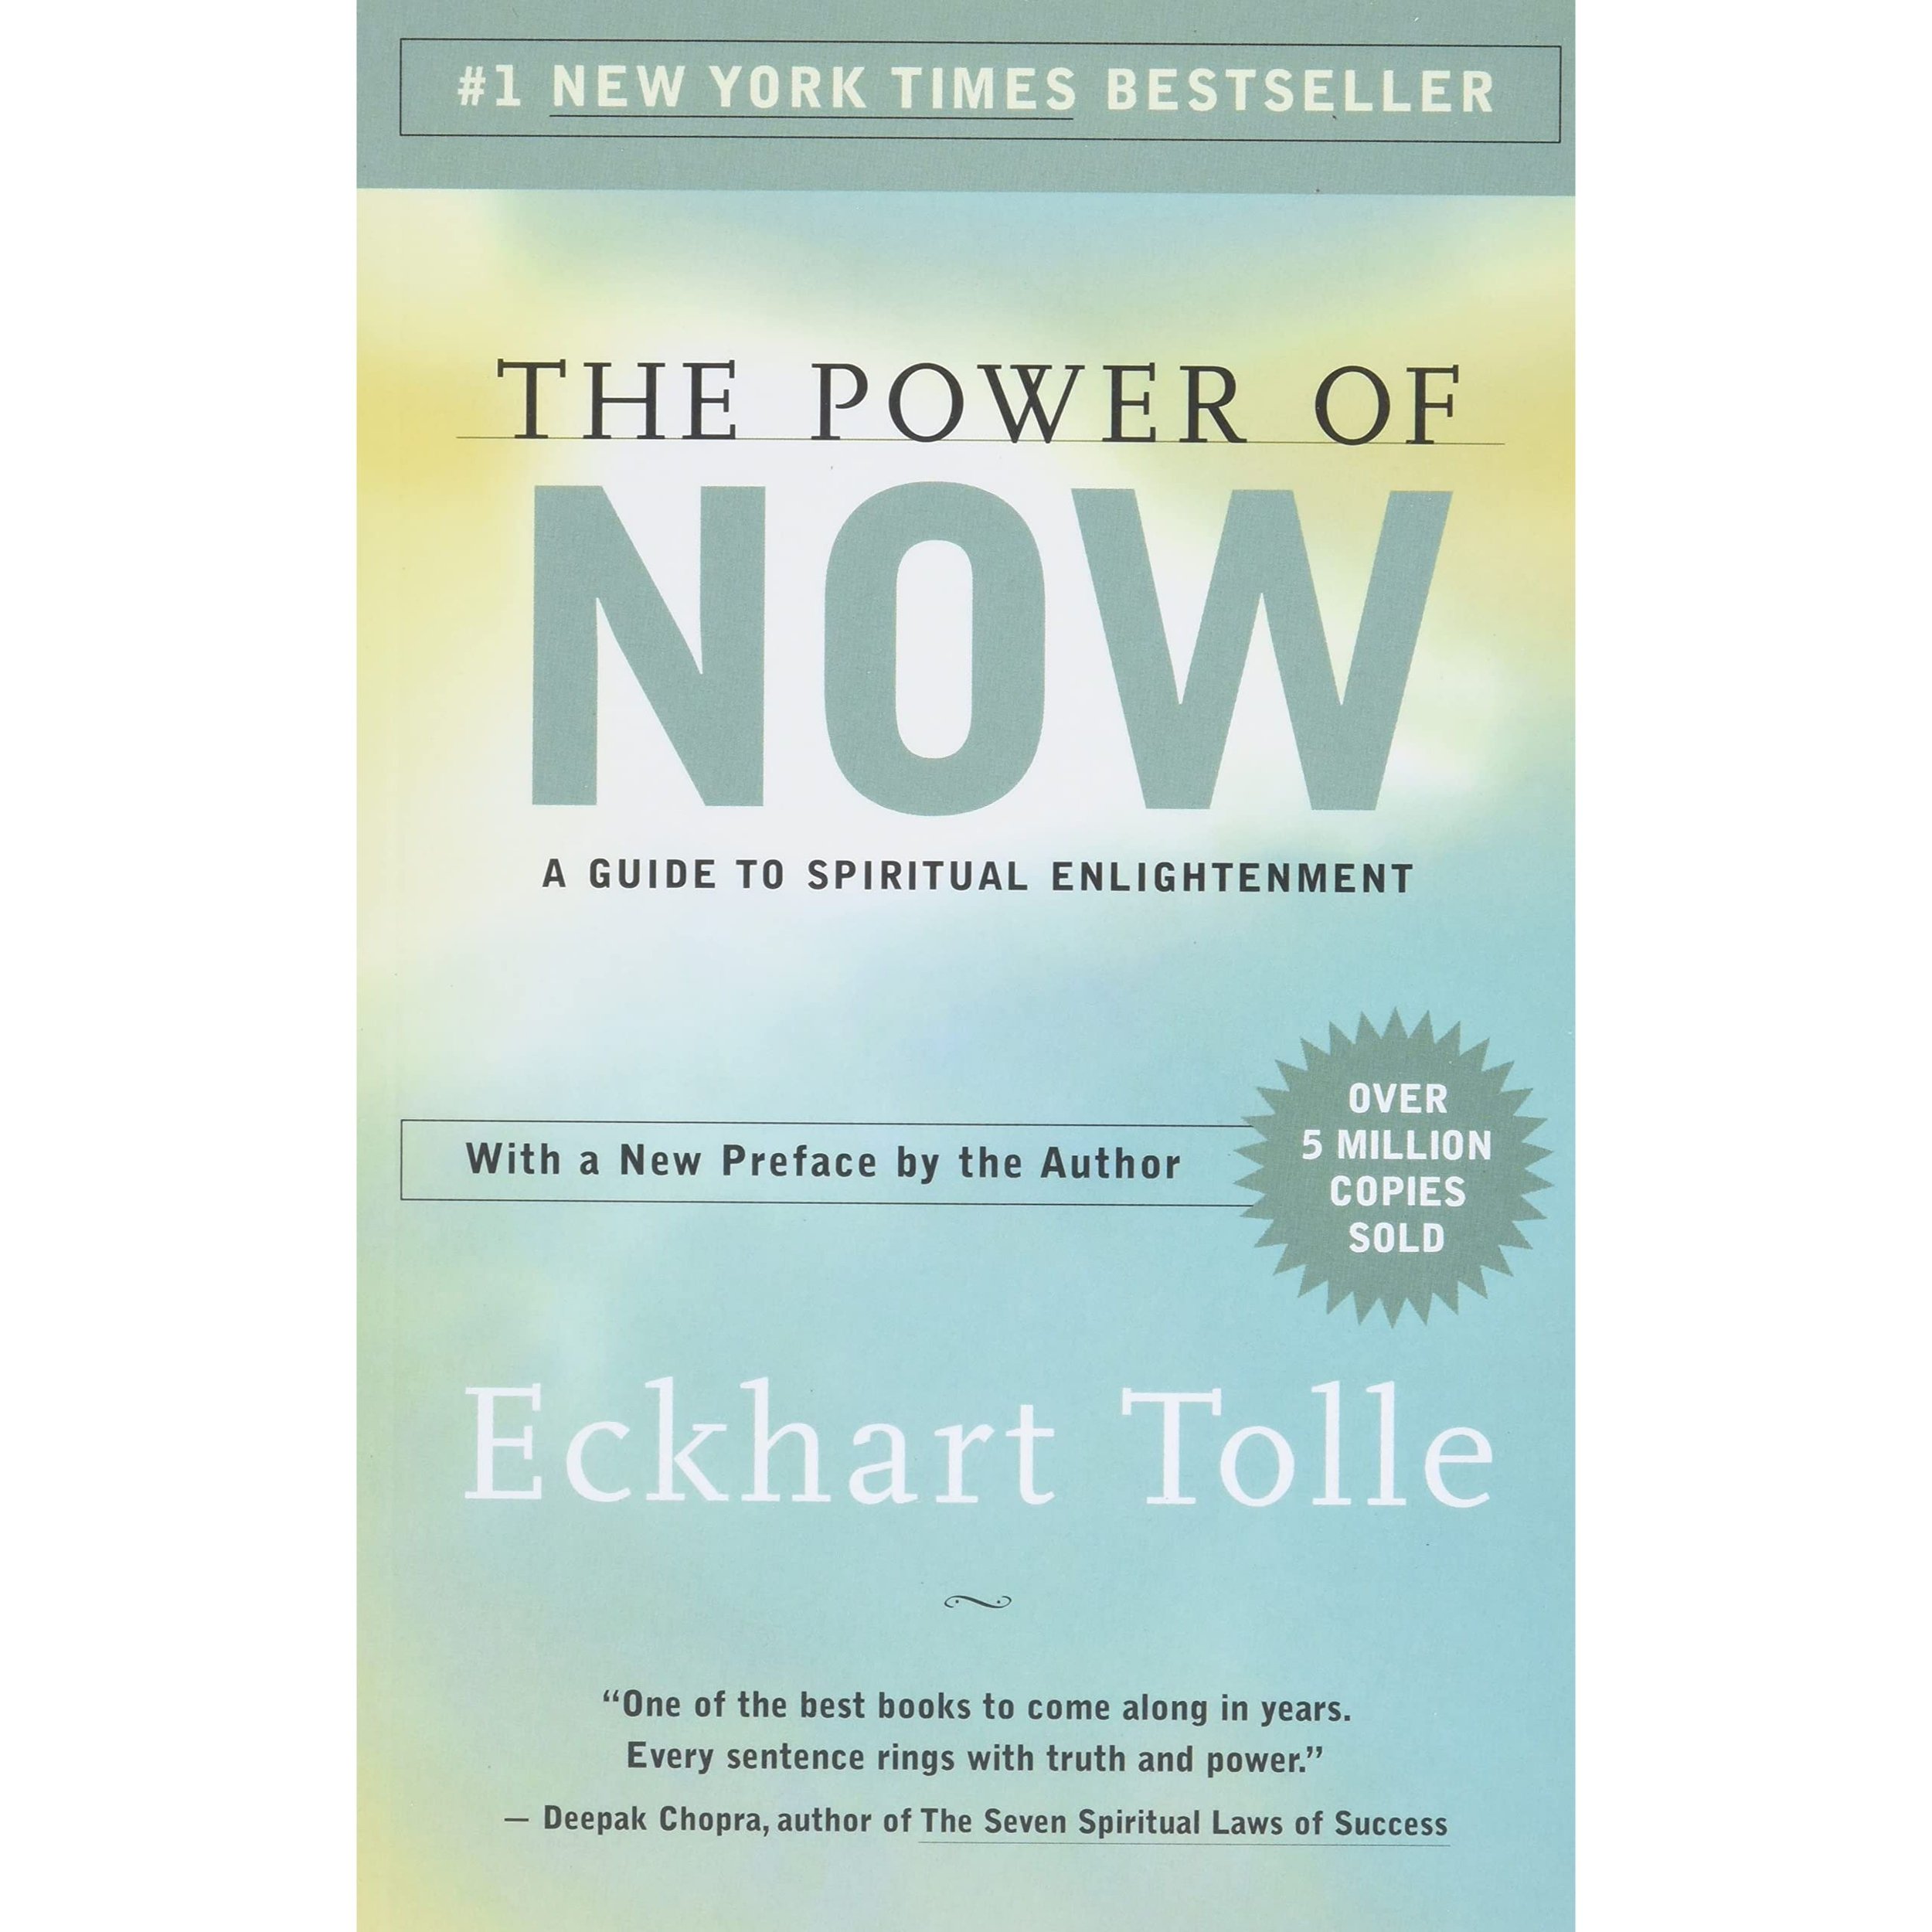 #1 NEW YORK TIMES BESTSELLER
THE POWER OF
NOW
A GUIDE TO SPIRITUAL ENLIGHTENMENT
With a New Preface by the Author
OVER
5 MILLION
COPIES
SOLD
Eckhart Tolle
“One of the best books to come along in years.
Every sentence rings with truth and power.”
— Deepak Chopra, author of The Seven Spiritual Laws of Success